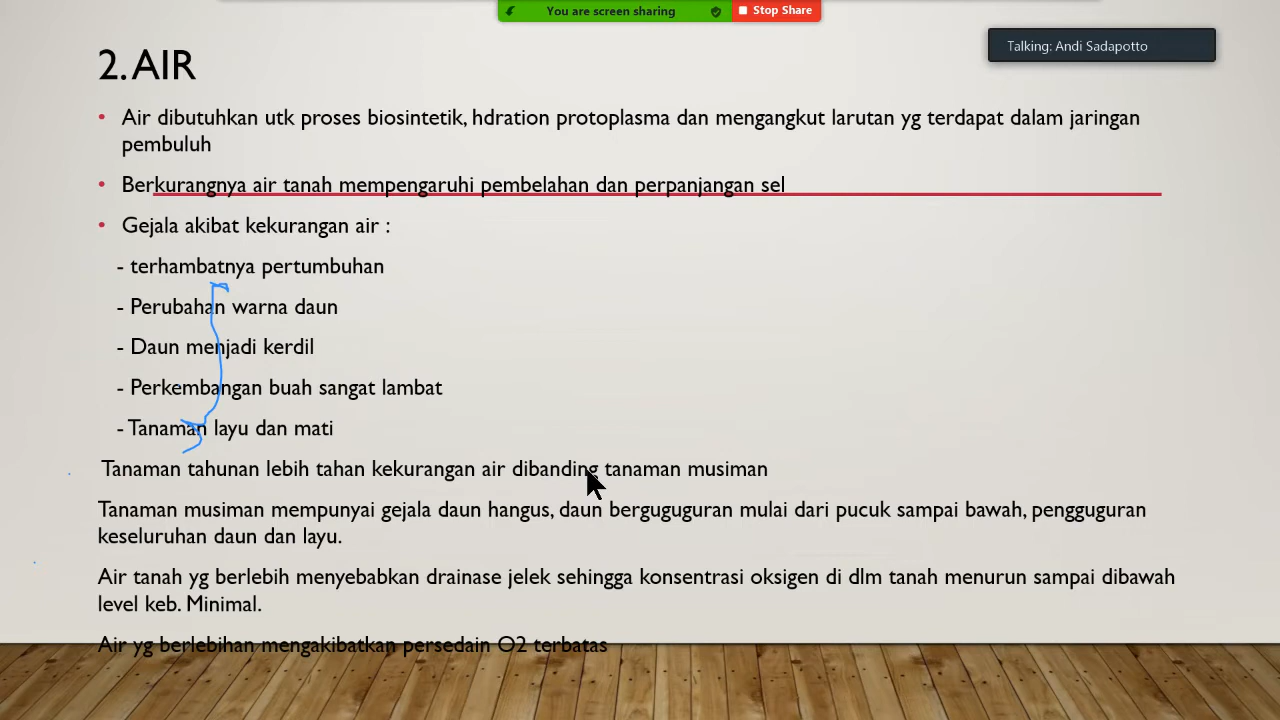 You are screen sharing
Stop Share
Talking: Andi Sadapotto
2. AIR
• Air dibutuhkan utk proses biosintetik, hdration protoplasma dan mengangkut larutan yg terdapat dalam jaringan
pembuluh
• Berkurangnya air tanah mempengaruhi pembelahan dan perpanjangan sel
• Gejala akibat kekurangan air :
- terhambatnya pertumbuhan
- Perubahan warna daun
- Daun menjadi kerdil
- Perkembangan buah sangat lambat
- Tanaman layu dan mati
Tanaman tahunan lebih tahan kekurangan air dibanding tanaman musiman
Tanaman musiman mempunyai gejala daun hangus, daun berguguguran mulai dari pucuk sampai bawah, pengguguran
keseluruhan daun dan layu.
Air tanah yg berlebih menyebabkan drainase jelek sehingga konsentrasi oksigen di dlm tanah menurun sampai dibawah
level keb. Minimal.
Air yg berlebihan mengakibatkan persedain O2 terbatas